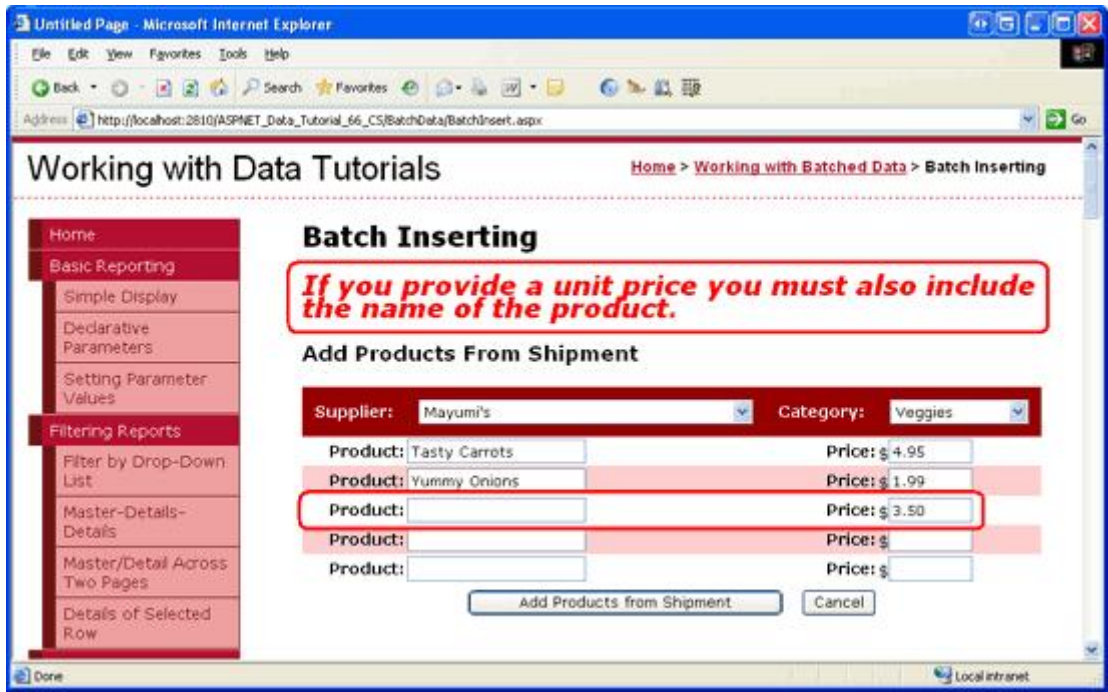 Untitled Page - Microsoft Internet Explorer
File Edit View Favorites Tools Help
Back Search Favorites
Address http://localhost:2810/ASPNET_Data_Tutorial_66_CS/BatchData/BatchInsert.aspx Go
Working with Data Tutorials
Home > Working with Batched Data > Batch Inserting
Home
Basic Reporting
Simple Display
Declarative
Parameters
Setting Parameter
Values
Filtering Reports
Filter by Drop-Down
List
Master-Details-
Details
Master/Detail Across
Two Pages
Details of Selected
Row
Batch Inserting
If you provide a unit price you must also include
the name of the product.
Add Products From Shipment
Supplier: Mayumi's Category: Veggies
Product: Tasty Carrots Price: $ 4.95
Product: Yummy Onions Price: $ 1.99
Product: Price: $ 3.50
Product: Price: $
Product: Price: $
Add Products from Shipment Cancel
Done Local intranet